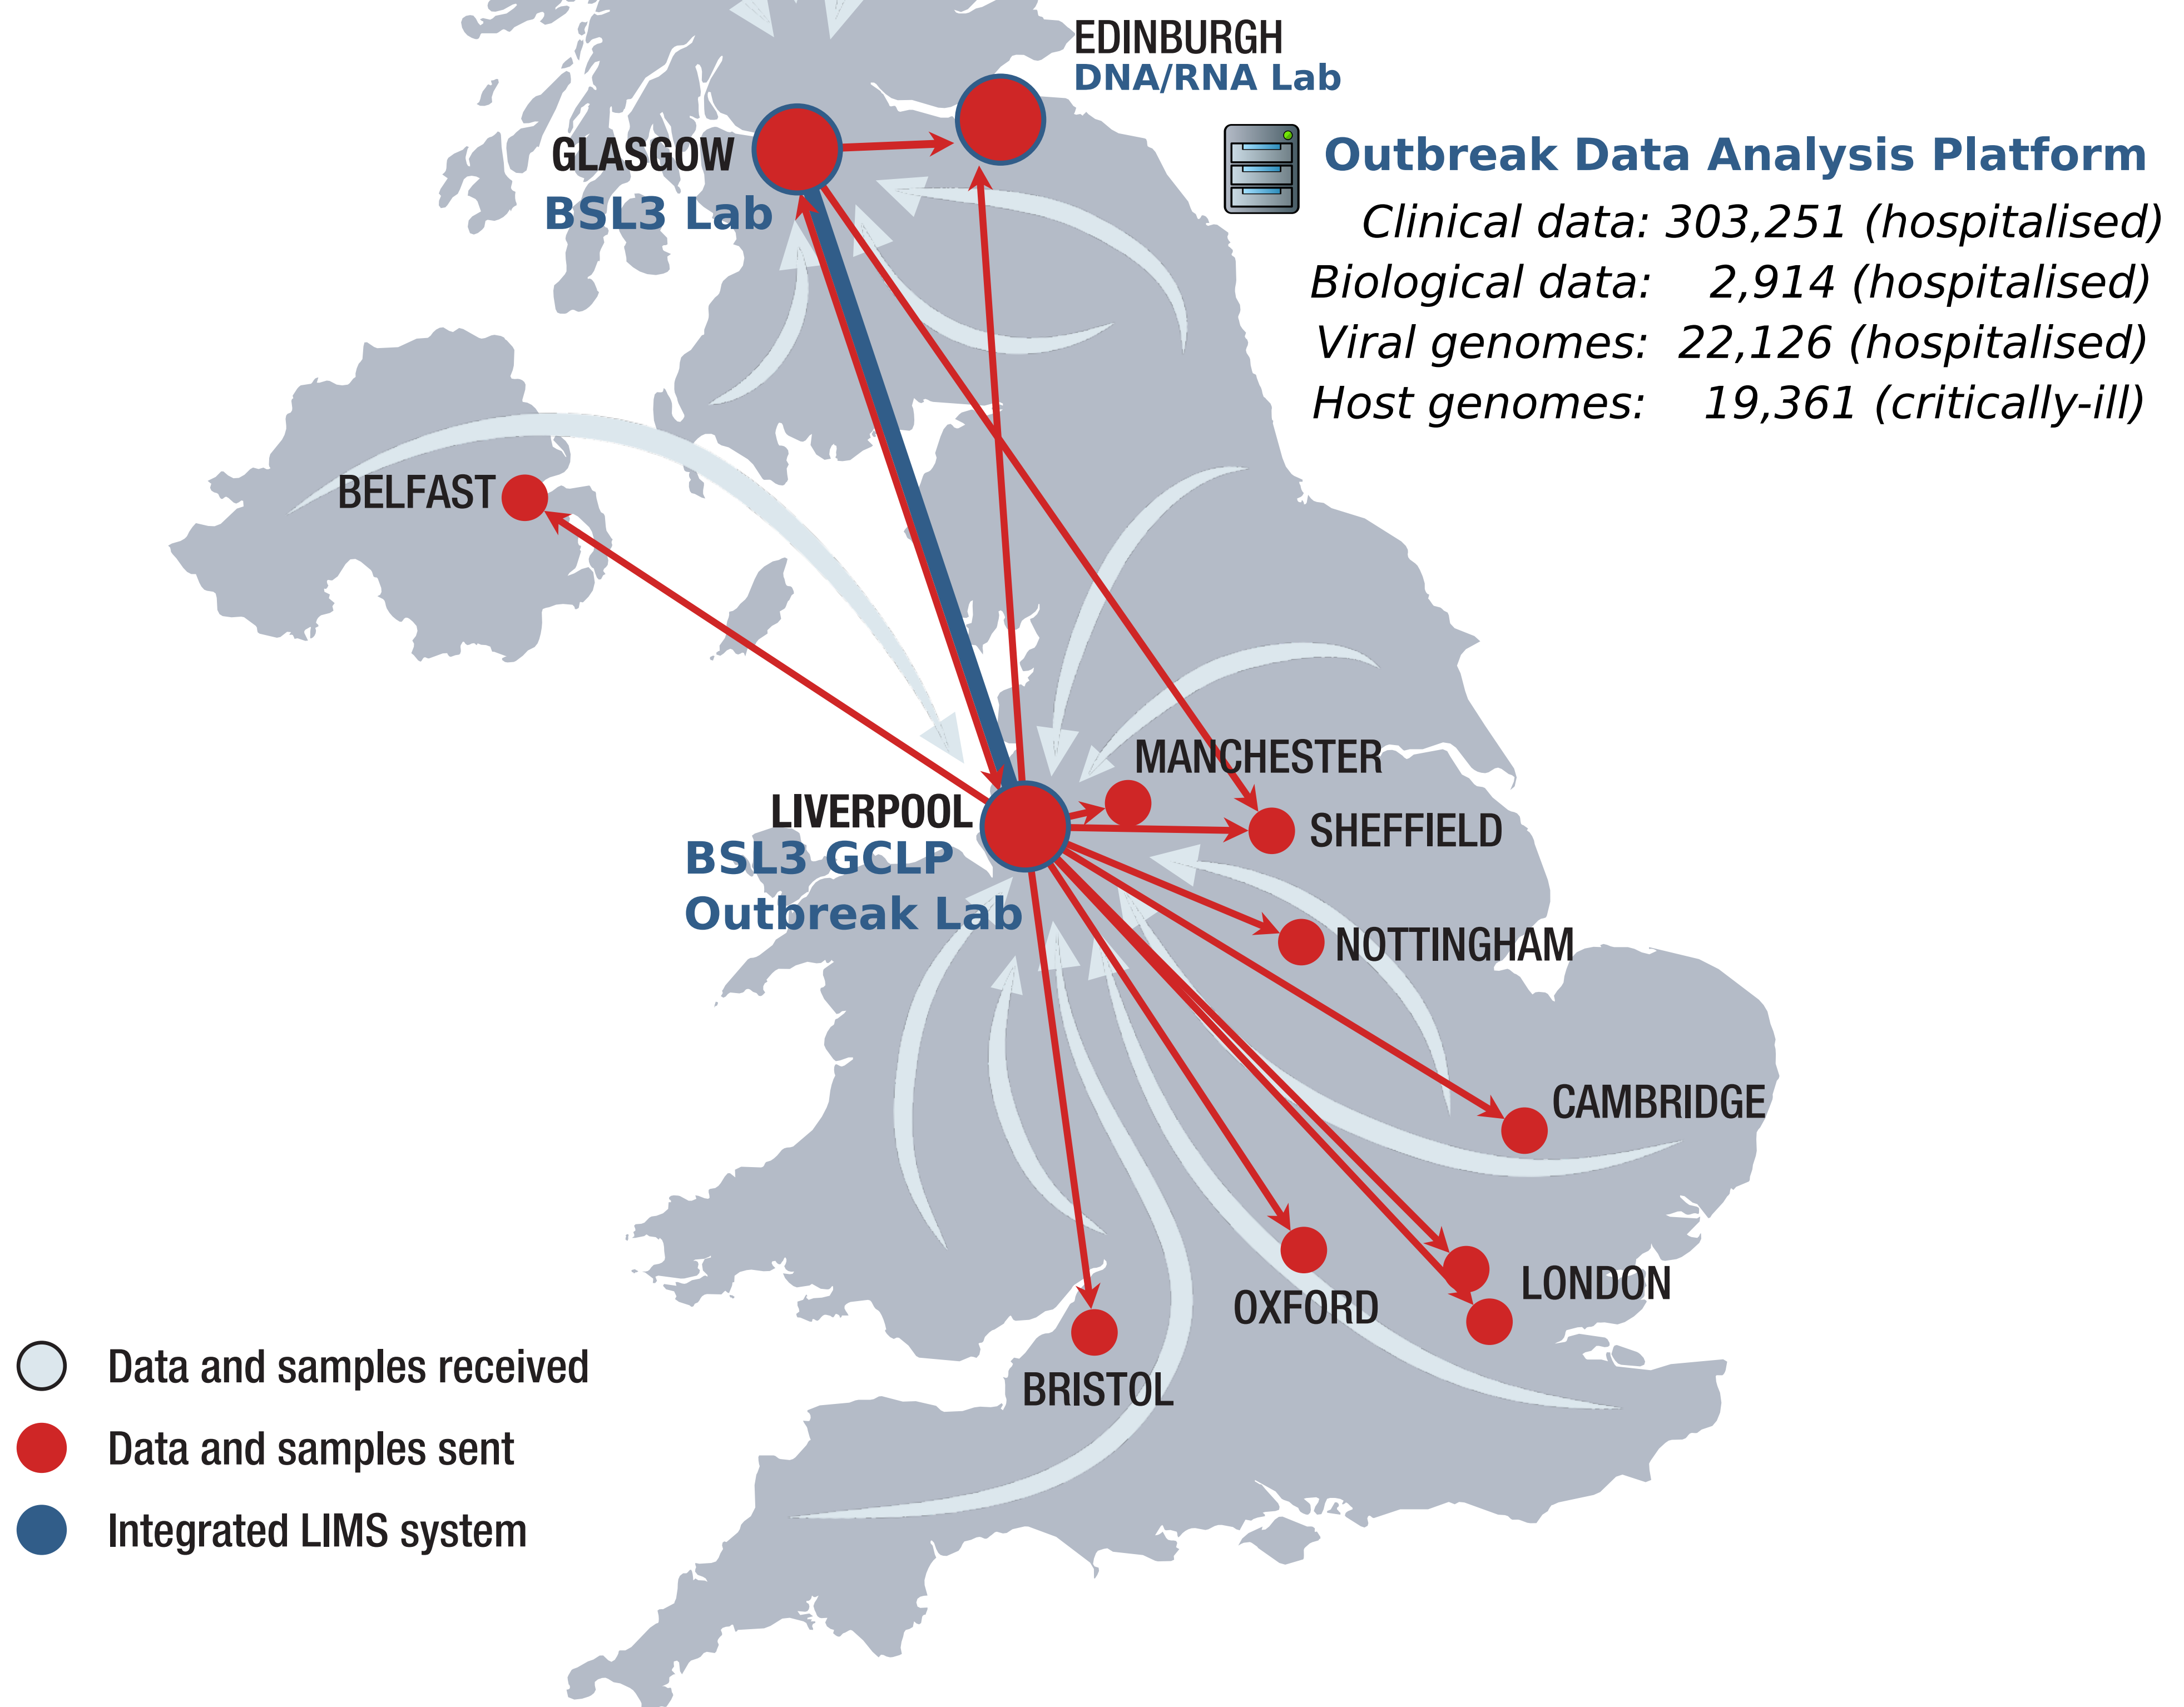 EDINBURGH
DNA/RNA Lab
GLASGOW
BSL3 Lab
Outbreak Data Analysis Platform
Clinical data: 303,251 (hospitalised)
Biological data: 2,914 (hospitalised)
Viral genomes: 22,126 (hospitalised)
Host genomes: 19,361 (critically-ill)
BELFAST
MANCHESTER
LIVERPOOL
BSL3 GCLP
Outbreak Lab
SHEFFIELD
NOTTINGHAM
CAMBRIDGE
LONDON
OXFORD
BRISTOL
Data and samples received
Data and samples sent
Integrated LIMS system